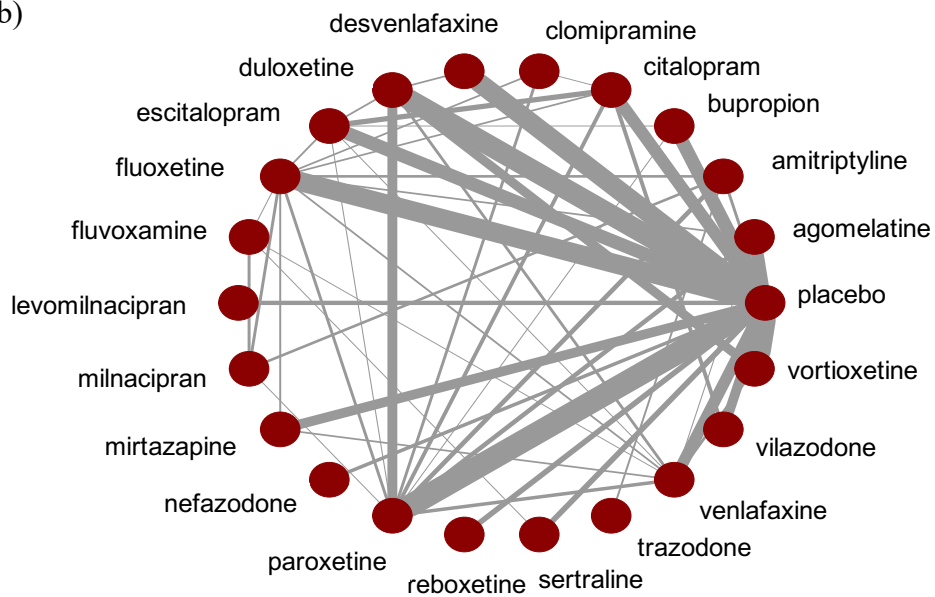 b)
desvenlafaxine
clomipramine
duloxetine
citalopram
escitalopram
bupropion
fluoxetine
amitriptyline
fluvoxamine
agomelatine
levomilnacipran
placebo
milnacipran
vortioxetine
mirtazapine
vilazodone
nefazodone
venlafaxine
paroxetine
trazodone
reboxetine
sertraline